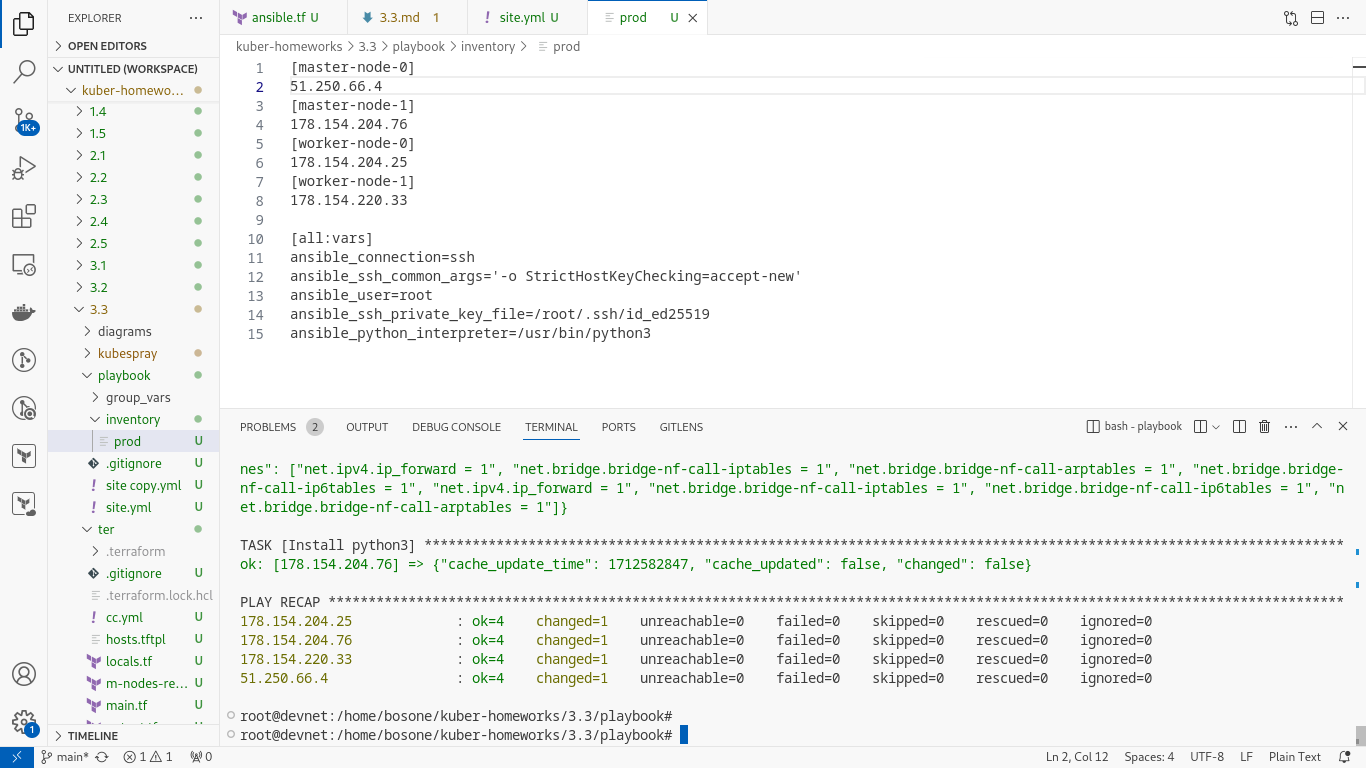 EXPLORER
OPEN EDITORS
UNTITLED (WORKSPACE)
kuber-homewo...
1.4
1.5
2.1
2.2
2.3
2.4
2.5
3.1
3.2
3.3
diagrams
kubespray
playbook
group_vars
inventory
prod U
.gitignore U
site copy.yml U
site.yml U
ter
.terraform
.gitignore U
.terraform.lock.hcl
cc.yml U
hosts.tftpl U
locals.tf U
m-nodes-re... U
main.tf U
TIMELINE
1K+
1
ansible.tf U
3.3.md 1
site.yml U
prod U
kuber-homeworks > 3.3 > playbook > inventory > prod
1 [master-node-0]
2 51.250.66.4
3 [master-node-1]
4 178.154.204.76
5 [worker-node-0]
6 178.154.204.25
7 [worker-node-1]
8 178.154.220.33
9
10 [all:vars]
11 ansible_connection=ssh
12 ansible_ssh_common_args='-o StrictHostKeyChecking=accept-new'
13 ansible_user=root
14 ansible_ssh_private_key_file=/root/.ssh/id_ed25519
15 ansible_python_interpreter=/usr/bin/python3
PROBLEMS 2 OUTPUT DEBUG CONSOLE TERMINAL PORTS GITLENS bash - playbook
nes": ["net.ipv4.ip_forward = 1", "net.bridge.bridge-nf-call-iptables = 1", "net.bridge.bridge-nf-call-arptables = 1", "net.bridge.bridge-
nf-call-ip6tables = 1", "net.ipv4.ip_forward = 1", "net.bridge.bridge-nf-call-iptables = 1", "net.bridge.bridge-nf-call-ip6tables = 1", "n
et.bridge.bridge-nf-call-arptables = 1"]}
TASK [Install python3] *******************************************************************************************************************
ok: [178.154.204.76] => {"cache_update_time": 1712582847, "cache_updated": false, "changed": false}
PLAY RECAP *******************************************************************************************************************************
178.154.204.25 : ok=4 changed=1 unreachable=0 failed=0 skipped=0 rescued=0 ignored=0
178.154.204.76 : ok=4 changed=1 unreachable=0 failed=0 skipped=0 rescued=0 ignored=0
178.154.220.33 : ok=4 changed=1 unreachable=0 failed=0 skipped=0 rescued=0 ignored=0
51.250.66.4 : ok=4 changed=1 unreachable=0 failed=0 skipped=0 rescued=0 ignored=0
root@devnet:/home/bosone/kuber-homeworks/3.3/playbook#
root@devnet:/home/bosone/kuber-homeworks/3.3/playbook#
main* 1 1 0 Ln 2, Col 12 Spaces: 4 UTF-8 LF Plain Text